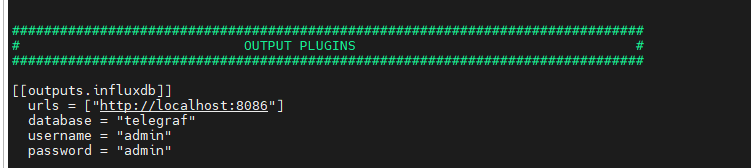 ###############################################################################
#                            OUTPUT PLUGINS                                   #
###############################################################################
[[outputs.influxdb]]
  urls = ["http://localhost:8086"]
  database = "telegraf"
  username = "admin"
  password = "admin"